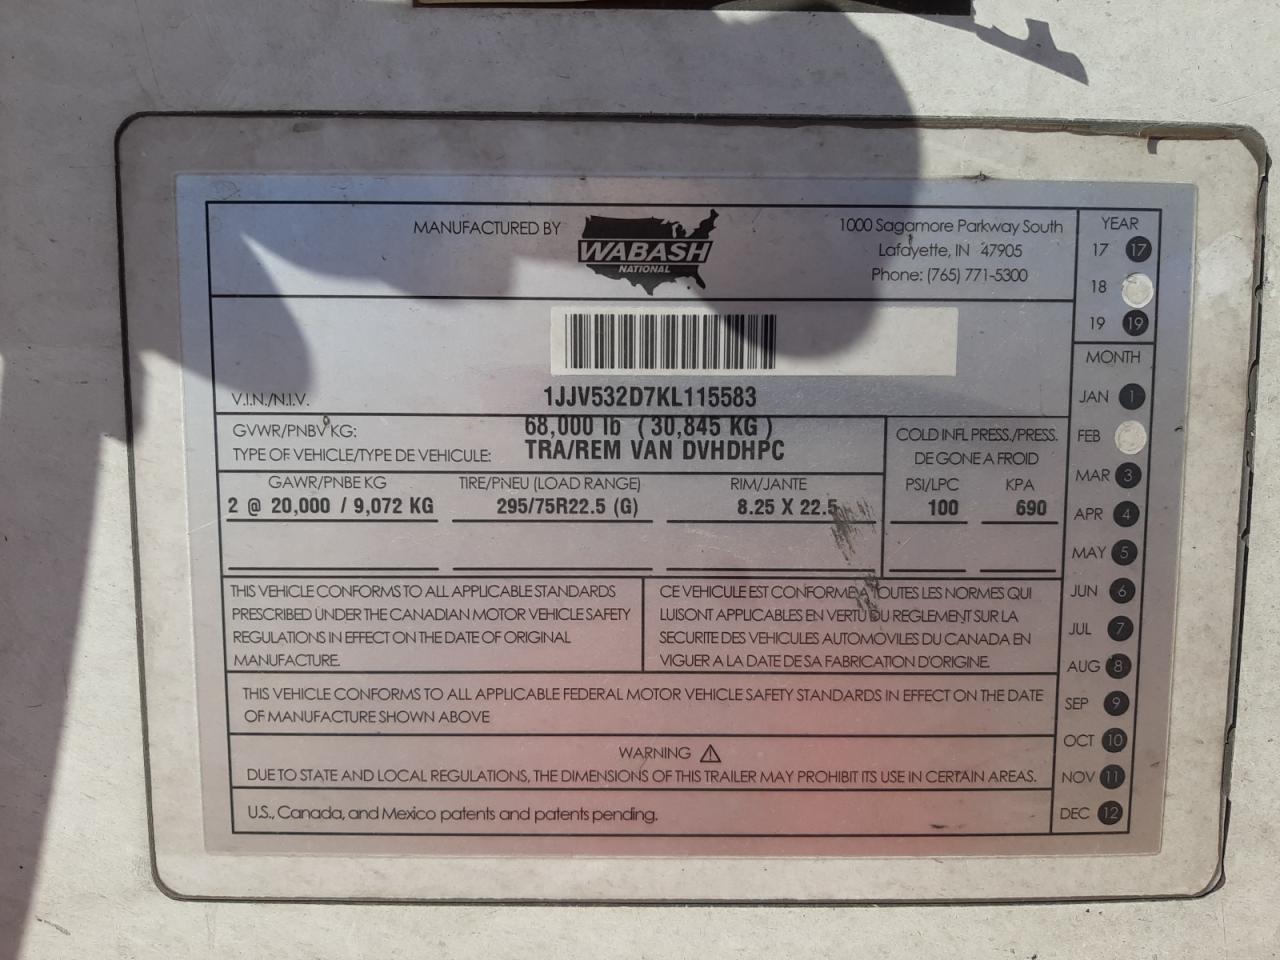 MANUFACTURED BY
WABASH
NATIONAL
1000 Sagamore Parkway South
Lafayette, IN 47905
Phone: (765) 771-5300
YEAR
17 17
18
19 19
V.I.N./N.I.V.
1JJV532D7KL115583
GVWR/PNBV KG:
68,000 lb ( 30,845 KG )
TYPE OF VEHICLE/TYPE DE VEHICULE:
TRA/REM VAN DVHDHPC
COLD INFL PRESS./PRESS.
DE GONE A FROID
GAWR/PNBE KG TIRE/PNEU (LOAD RANGE) RIM/JANTE PSI/LPC KPA
2 @ 20,000 / 9,072 KG 295/75R22.5 (G) 8.25 X 22.5 100 690
THIS VEHICLE CONFORMS TO ALL APPLICABLE STANDARDS
PRESCRIBED UNDER THE CANADIAN MOTOR VEHICLE SAFETY
REGULATIONS IN EFFECT ON THE DATE OF ORIGINAL
MANUFACTURE.
CE VEHICULE EST CONFORME A TOUTES LES NORMES QUI
LUI SONT APPLICABLES EN VERTU DU REGLEMENT SUR LA
SECURITE DES VEHICULES AUTOMOVILES DU CANADA EN
VIGUER A LA DATE DE SA FABRICATION D'ORIGINE.
THIS VEHICLE CONFORMS TO ALL APPLICABLE FEDERAL MOTOR VEHICLE SAFETY STANDARDS IN EFFECT ON THE DATE
OF MANUFACTURE SHOWN ABOVE
WARNING
DUE TO STATE AND LOCAL REGULATIONS, THE DIMENSIONS OF THIS TRAILER MAY PROHIBIT ITS USE IN CERTAIN AREAS.
U.S., Canada, and Mexico patents and patents pending.
MONTH
JAN 1
FEB
MAR 3
APR 4
MAY 5
JUN 6
JUL 7
AUG 8
SEP 9
OCT 10
NOV 11
DEC 12